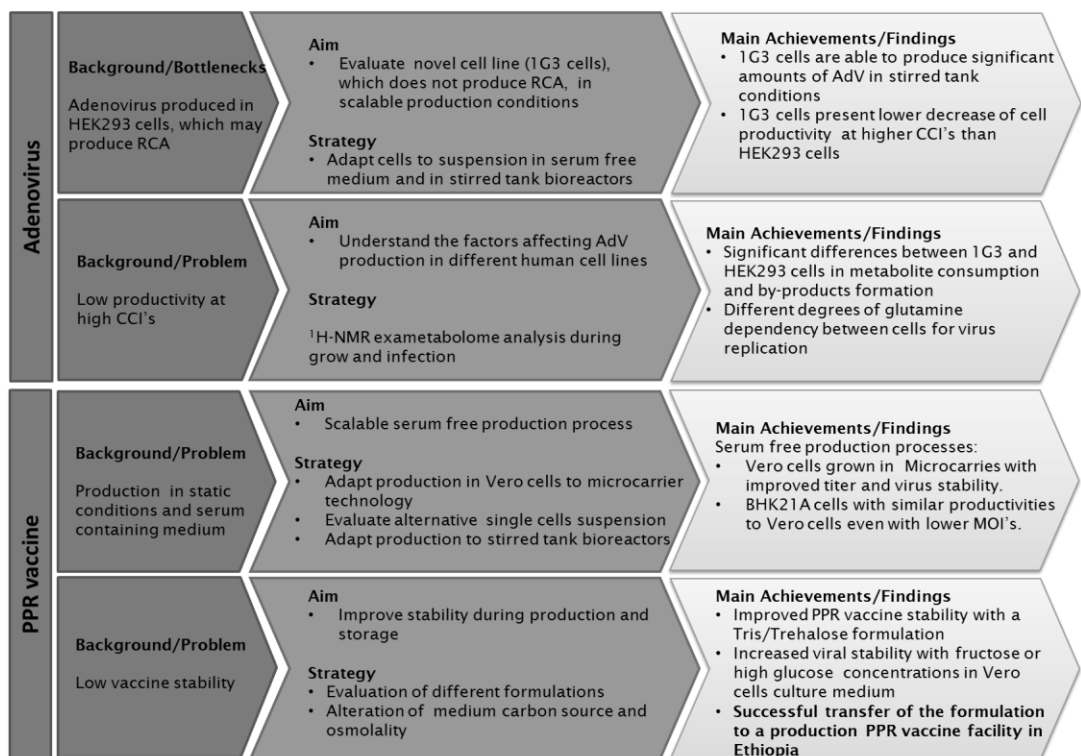 Adenovirus
Background/Bottlenecks
Adenovirus produced in
HEK293 cells, which may
produce RCA
Aim
• Evaluate novel cell line (1G3 cells),
which does not produce RCA, in
scalable production conditions
Strategy
• Adapt cells to suspension in serum free
medium and in stirred tank bioreactors
Main Achievements/Findings
• 1G3 cells are able to produce significant
amounts of AdV in stirred tank
conditions
• 1G3 cells present lower decrease of cell
productivity at higher CCI's than
HEK293 cells
Background/Problem
Low productivity at
high CCI's
Aim
• Understand the factors affecting AdV
production in different human cell lines
Strategy
¹H-NMR exametabolome analysis during
grow and infection
Main Achievements/Findings
• Significant differences between 1G3 and
HEK293 cells in metabolite consumption
and by-products formation
• Different degrees of glutamine
dependency between cells for virus
replication
PPR vaccine
Background/Problem
Production in static
conditions and serum
containing medium
Aim
• Scalable serum free production process
Strategy
• Adapt production in Vero cells to microcarrier
technology
• Evaluate alternative single cells suspension
• Adapt production to stirred tank bioreactors
Main Achievements/Findings
Serum free production processes:
• Vero cells grown in Microcarries with
improved titer and virus stability.
• BHK21A cells with similar productivities
to Vero cells even with lower MOI's.
Background/Problem
Low vaccine stability
Aim
• Improve stability during production and
storage
Strategy
• Evaluation of different formulations
• Alteration of medium carbon source and
osmolality
Main Achievements/Findings
• Improved PPR vaccine stability with a
Tris/Trehalose formulation
• Increased viral stability with fructose or
high glucose concentrations in Vero
cells culture medium
• Successful transfer of the formulation
to a production PPR vaccine facility in
Ethiopia